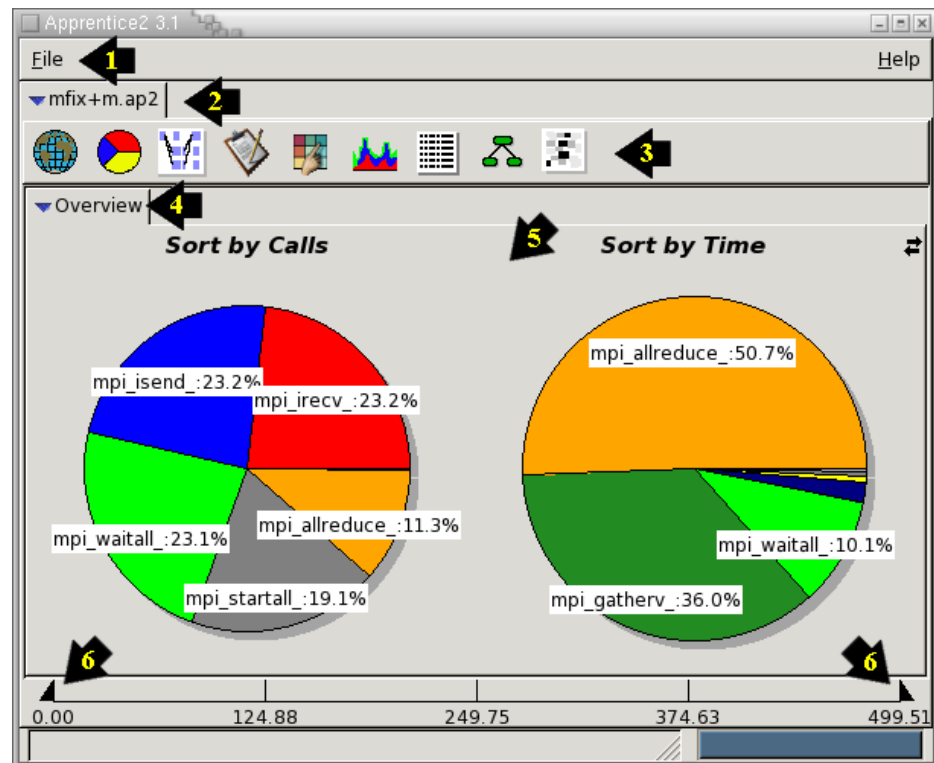 Apprentice2 3.1
File 1 Help
mfix+m.ap2 2
3
Overview 4
Sort by Calls 5 Sort by Time
mpi_allreduce_:50.7%
mpi_isend_:23.2%
mpi_irecv_:23.2%
mpi_allreduce_:11.3%
mpi_waitall_:23.1%
mpi_waitall_:10.1%
mpi_startall_:19.1%
mpi_gatherv_:36.0%
6 6
0.00 124.88 249.75 374.63 499.51